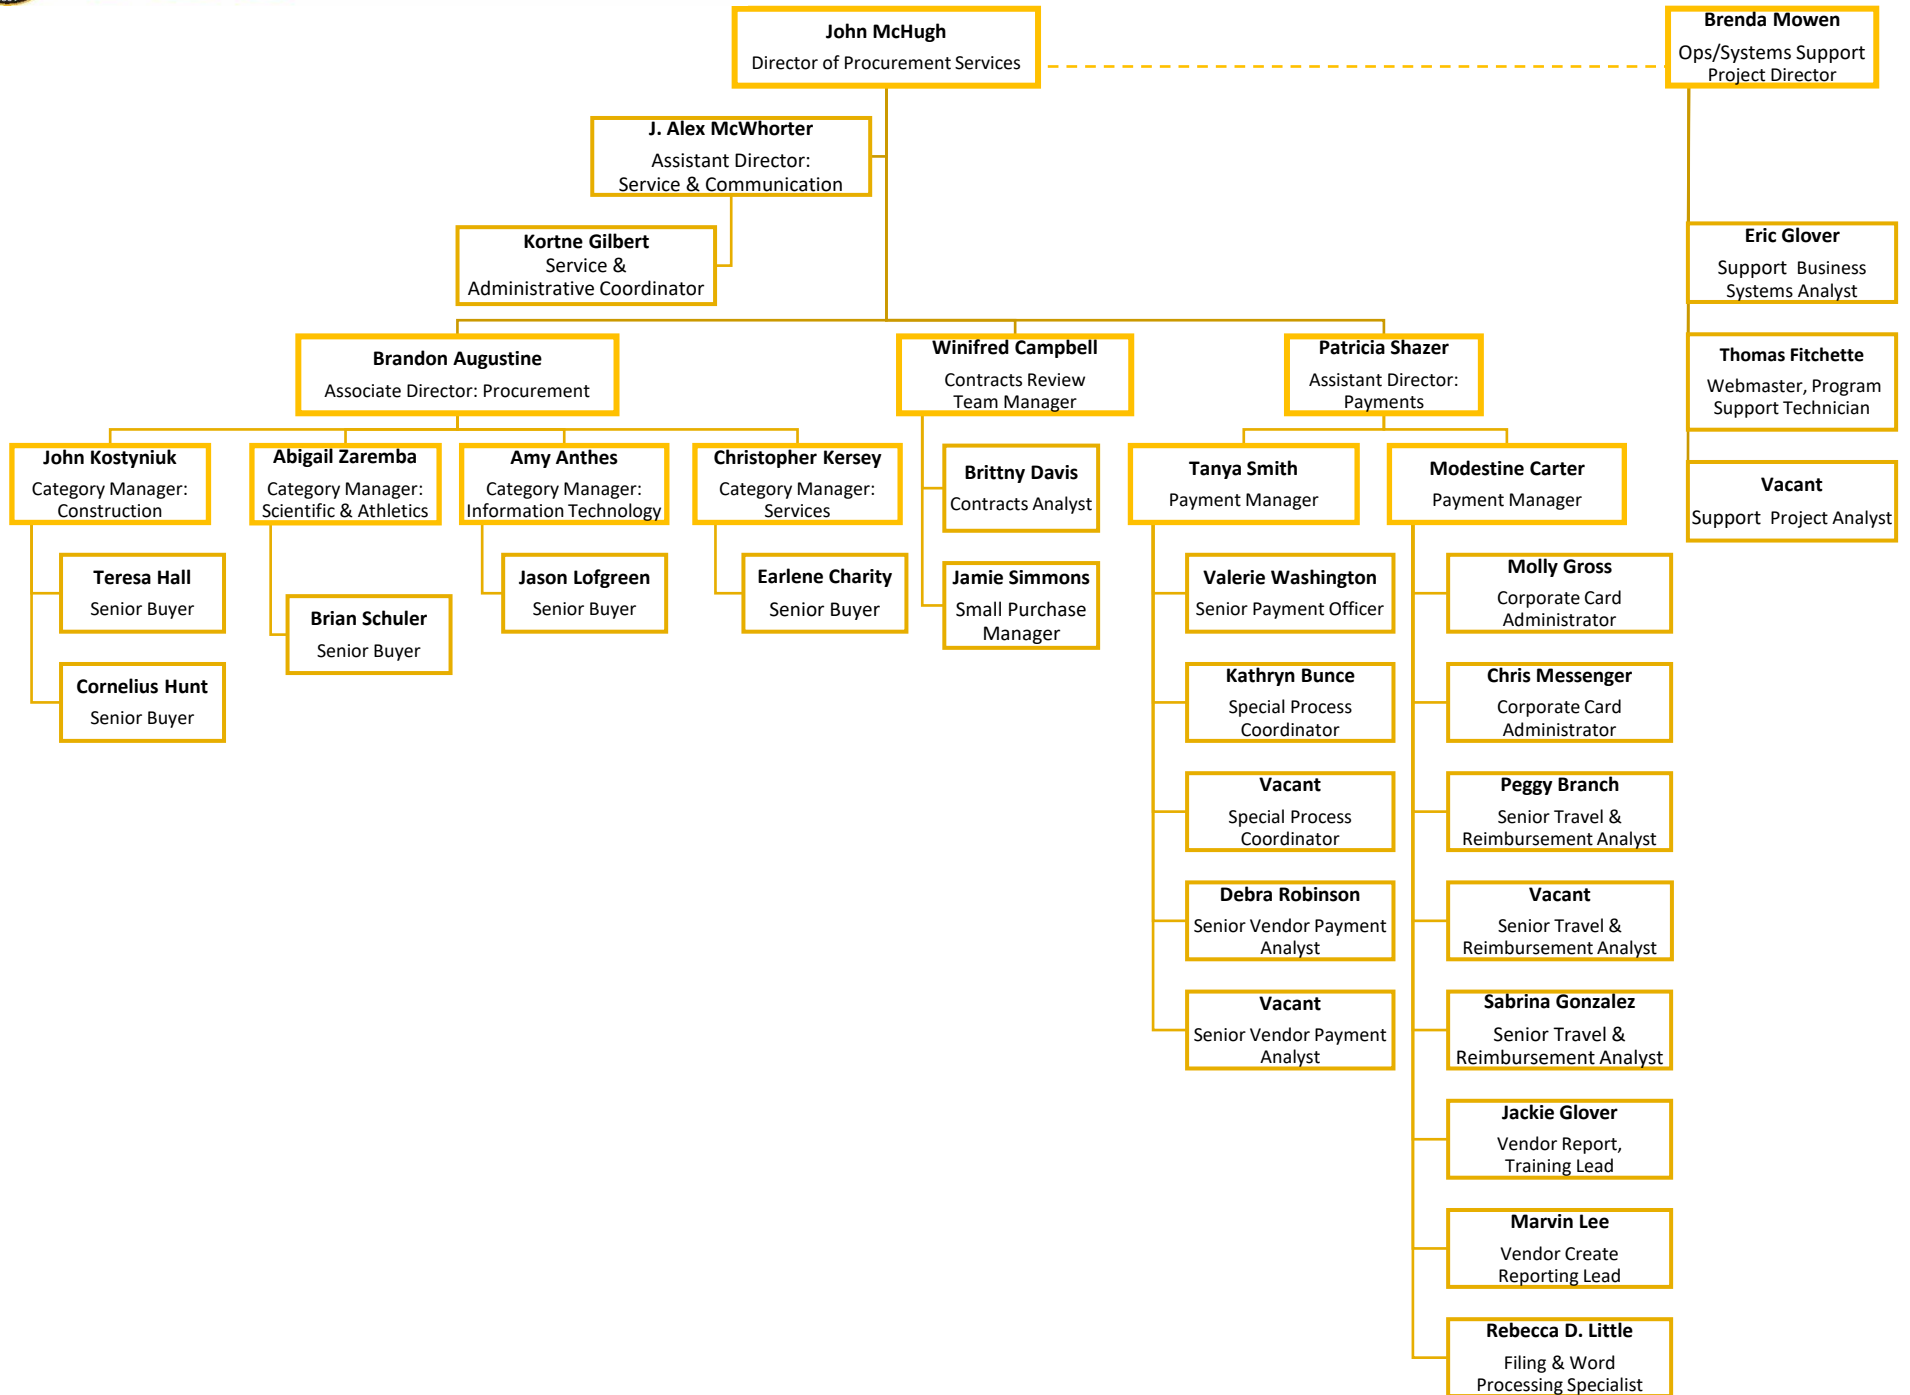 John McHugh
Director of Procurement Services
Brenda Mowen
Ops/Systems Support
Project Director
J. Alex McWhorter
Assistant Director:
Service & Communication
Kortne Gilbert
Service &
Administrative Coordinator
Eric Glover
Support Business
Systems Analyst
Thomas Fitchette
Webmaster, Program
Support Technician
Vacant
Support Project Analyst
Brandon Augustine
Associate Director: Procurement
Winifred Campbell
Contracts Review
Team Manager
Patricia Shazer
Assistant Director:
Payments
John Kostyniuk
Category Manager:
Construction
Abigail Zaremba
Category Manager:
Scientific & Athletics
Amy Anthes
Category Manager:
Information Technology
Christopher Kersey
Category Manager:
Services
Brittny Davis
Contracts Analyst
Tanya Smith
Payment Manager
Modestine Carter
Payment Manager
Teresa Hall
Senior Buyer
Cornelius Hunt
Senior Buyer
Brian Schuler
Senior Buyer
Jason Lofgreen
Senior Buyer
Earlene Charity
Senior Buyer
Jamie Simmons
Small Purchase
Manager
Valerie Washington
Senior Payment Officer
Kathryn Bunce
Special Process
Coordinator
Vacant
Special Process
Coordinator
Debra Robinson
Senior Vendor Payment
Analyst
Vacant
Senior Vendor Payment
Analyst
Molly Gross
Corporate Card
Administrator
Chris Messenger
Corporate Card
Administrator
Peggy Branch
Senior Travel &
Reimbursement Analyst
Vacant
Senior Travel &
Reimbursement Analyst
Sabrina Gonzalez
Senior Travel &
Reimbursement Analyst
Jackie Glover
Vendor Report,
Training Lead
Marvin Lee
Vendor Create
Reporting Lead
Rebecca D. Little
Filing & Word
Processing Specialist